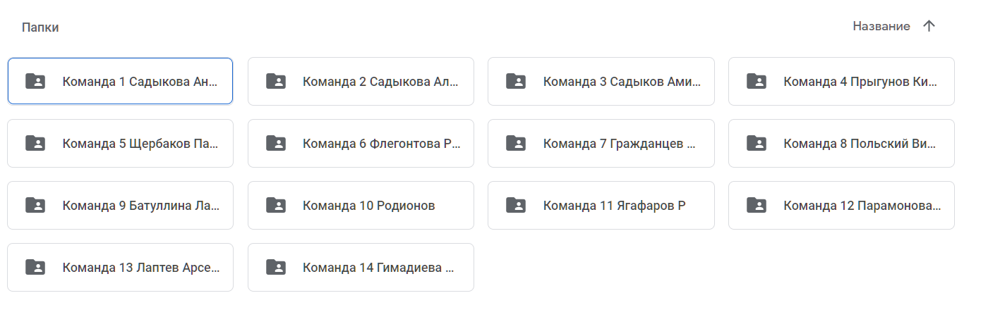 Папки
Название
Команда 1 Садыкова Ан...
Команда 2 Садыкова Ал...
Команда 3 Садыков Ами...
Команда 4 Прыгунов Ки...
Команда 5 Щербаков Па...
Команда 6 Флегонтова Р...
Команда 7 Гражданцев ...
Команда 8 Польский Ви...
Команда 9 Батуллина Ла...
Команда 10 Родионов
Команда 11 Ягафаров Р
Команда 12 Парамонова...
Команда 13 Лаптев Арсе...
Команда 14 Гимадиева ...